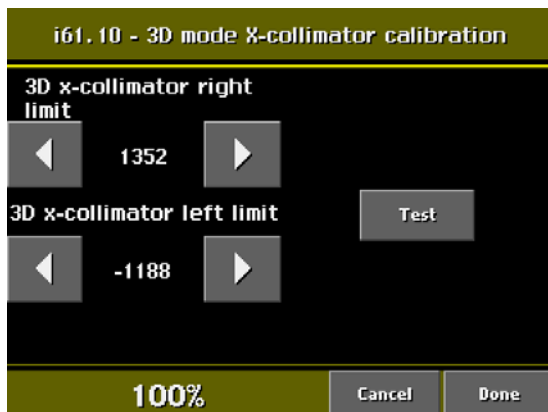 i61.10 - 3D mode X-collimator calibration
3D x-collimator right
limit
1352
3D x-collimator left limit
Test
-1188
100%
Cancel
Done